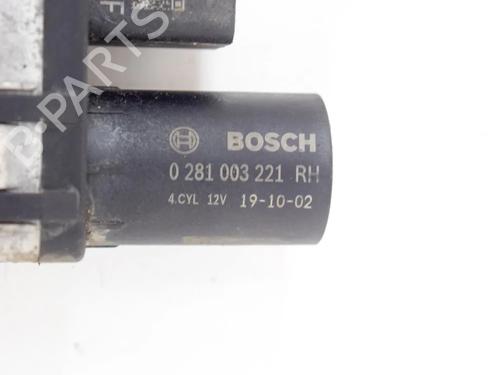 F
B-PARTS
BOSCH
0 281 003 221 RH
4.CYL 12V 19-10-02